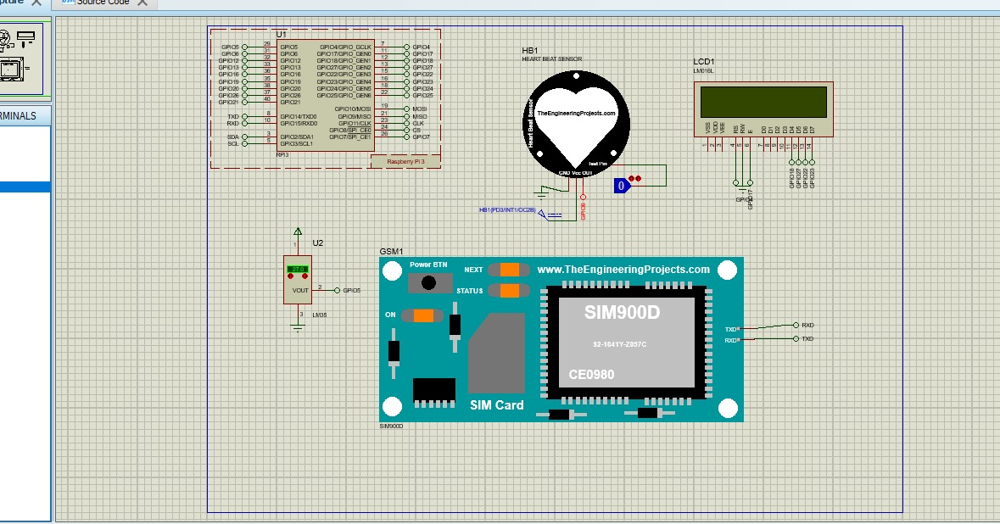 pture
Source Code
RMINALS
U1
GPIO5 29 GPIO5 GPIO4/GPIO_GCLK 7 GPIO4
GPIO6 31 GPIO6 GPIO17/GPIO_GEN0 11 GPIO17
GPIO12 32 GPIO12 GPIO18/GPIO_GEN1 12 GPIO18
GPIO13 33 GPIO13 GPIO27/GPIO_GEN2 13 GPIO27
GPIO16 36 GPIO16 GPIO22/GPIO_GEN3 15 GPIO22
GPIO19 35 GPIO19 GPIO23/GPIO_GEN4 16 GPIO23
GPIO20 38 GPIO20 GPIO24/GPIO_GEN5 18 GPIO24
GPIO26 37 GPIO26 GPIO25/GPIO_GEN6 22 GPIO25
GPIO21 40 GPIO21
GPIO10/MOSI 19 MOSI
TXD 8 GPIO14/TXD0 GPIO9/MISO 21 MISO
RXD 10 GPIO15/RXD0 GPIO11/CLK 23 CLK
GPIO8/SPI_CE0 24 CS
SDA 3 GPIO2/SDA1 GPIO7/SPI_CE1 26 GPIO7
SCL 5 GPIO3/SCL1
RPI3
Raspberry PI 3
HB1
HEART BEAT SENSOR
Heart Beat Sensor
TheEngineeringProjects.com
Test Pin
GND Vcc OUT
0
GPIO6
HB1(PD3/INT1/OC2B)
LCD1
LM016L
VSS VDD VEE RS RW E D0 D1 D2 D3 D4 D5 D6 D7
1 2 3 4 5 6 7 8 9 10 11 12 13 14
GPIO18 GPIO27 GPIO22 GPIO23
GPIO17
U2
1
27.0
VOUT 2 GPIO5
3 LM35
GSM1
Power BTN
NEXT
www.TheEngineeringProjects.com
STATUS
ON
SIM900D
S2-1041Y-Z097C
CE0980
SIM Card
TXD RXD
RXD TXD
SIM900D